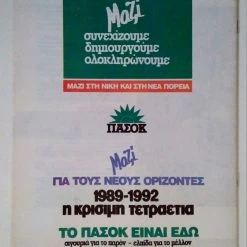 Μαζί
συνεχίζουμε
δημιουργούμε
ολοκληρώνουμε
ΜΑΖΙ ΣΤΗ ΝΙΚΗ ΚΑΙ ΣΤΗ ΝΕΑ ΠΟΡΕΙΑ
ΠΑΣΟΚ
Μαζί
ΓΙΑ ΤΟΥΣ ΝΕΟΥΣ ΟΡΙΖΟΝΤΕΣ
1989-1992
η κρίσιμη τετραετία
ΤΟ ΠΑΣΟΚ ΕΙΝΑΙ ΕΔΩ
σιγουριά για το παρόν - ελπίδα για το μέλλον